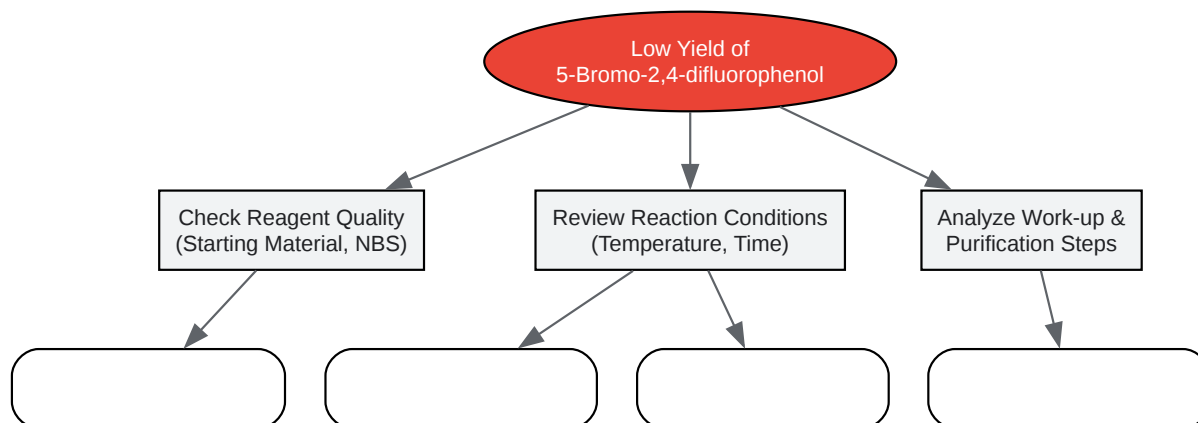 Low Yield of
5-Bromo-2,4-difluorophenol
Check Reagent Quality
(Starting Material, NBS)
Review Reaction Conditions
(Temperature, Time)
Analyze Work-up &
Purification Steps